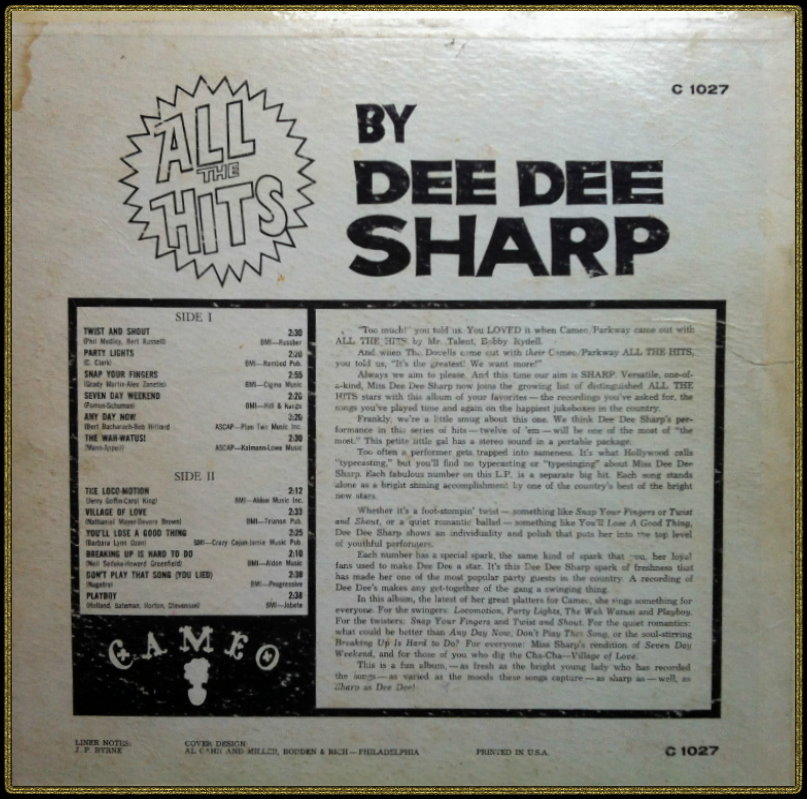 C 1027
ALL
THE
HITS
BY
DEE DEE
SHARP
SIDE I
TWIST AND SHOUT 2:30
(Phil Medley, Bert Russell) BMI—Russber
PARTY LIGHTS 2:20
(C. Clark) BMI—Rambed Pub.
SNAP YOUR FINGERS 2:55
(Grady Martin-Alex Zanetis) BMI—Cigma Music
SEVEN DAY WEEKEND 2:26
(Pomus-Schuman) BMI—Hill & Range
ANY DAY NOW 3:26
(Bert Bacharach-Bob Hilliard ASCAP—Plan Two Music Inc.
THE WAH-WATUSI 2:30
(Mann-Appell) ASCAP—Kalmann-Lowe Music
SIDE II
THE LOCO-MOTION 2:12
(Jerry Goffin-Carol King) BMI—Aldon Music Inc.
VILLAGE OF LOVE 2:33
(Nathaniel Mayer-Devora Brown) BMI—Trianon Pub.
YOU'LL LOSE A GOOD THING 2:25
(Barbara Lynn Ozen) BMI—Crazy Cajun-Jamie Music Pub.
BREAKING UP IS HARD TO DO 2:10
(Neil Sedaka-Howard Greenfield) BMI—Aldon Music
DON'T PLAY THAT SONG (YOU LIED) 2:38
(Nugetre) BMI—Progressive
PLAYBOY 2:38
(Holland, Bateman, Horton, Stevenson) BMI—Jobete
CAMEO
"Too much!" you told us. You LOVED it when Cameo/Parkway came out with
ALL THE HITS by Mr. Talent, Bobby Rydell.
And when The Dovells came out with their Cameo/Parkway ALL THE HITS,
you told us, "It's the greatest! We want more!"
Always we aim to please. And this time our aim is SHARP. Versatile, one-of-
a-kind, Miss Dee Dee Sharp now joins the growing list of distinguished ALL THE
HITS stars with this album of your favorites — the recordings you've asked for, the
songs you've played time and again on the happiest jukeboxes in the country.
Frankly, we're a little smug about this one. We think Dee Dee Sharp's per-
formance in this series of hits — twelve of 'em — will be one of the most of "the
most." This petite little gal has a stereo sound in a portable package.
Too often a performer gets trapped into sameness. It's what Hollywood calls
"typecasting," but you'll find no typecasting or "typesinging" about Miss Dee Dee
Sharp. Each fabulous number on this L.P. is a separate big hit. Each song stands
alone as a bright shining accomplishment by one of the country's best of the bright
new stars.
Whether it's a foot-stompin' twist — something like Snap Your Fingers or Twist
and Shout, or a quiet romantic ballad — something like You'll Lose A Good Thing,
Dee Dee Sharp shows an individuality and polish that puts her into the top level
of youthful performers.
Each number has a special spark, the same kind of spark that you, her loyal
fans used to make Dee Dee a star. It's this Dee Dee Sharp spark of freshness that
has made her one of the most popular party guests in the country. A recording of
Dee Dee's makes any get-together of the gang a swinging thing.
In this album, the latest of her great platters for Cameo, she sings something for
everyone. For the swingers: Locomotion, Party Lights, The Wah Watusi and Playboy.
For the twisters: Snap Your Fingers and Twist and Shout. For the quiet romantics:
what could be better than Any Day Now, Don't Play That Song, or the soul-stirring
Breaking Up Is Hard to Do? For everyone: Miss Sharp's rendition of Seven Day
Weekend, and for those of you who dig the Cha-Cha—Village of Love.
This is a fun album, — as fresh as the bright young lady who has recorded
the songs — as varied as the moods these songs capture — as sharp as — well, as
Sharp as Dee Dee!
LINER NOTES:
J. P. BYRNE
COVER DESIGN
AL CAHN AND MILLER, BODDEN & RICH—PHILADELPHIA
PRINTED IN U.S.A.
C 1027